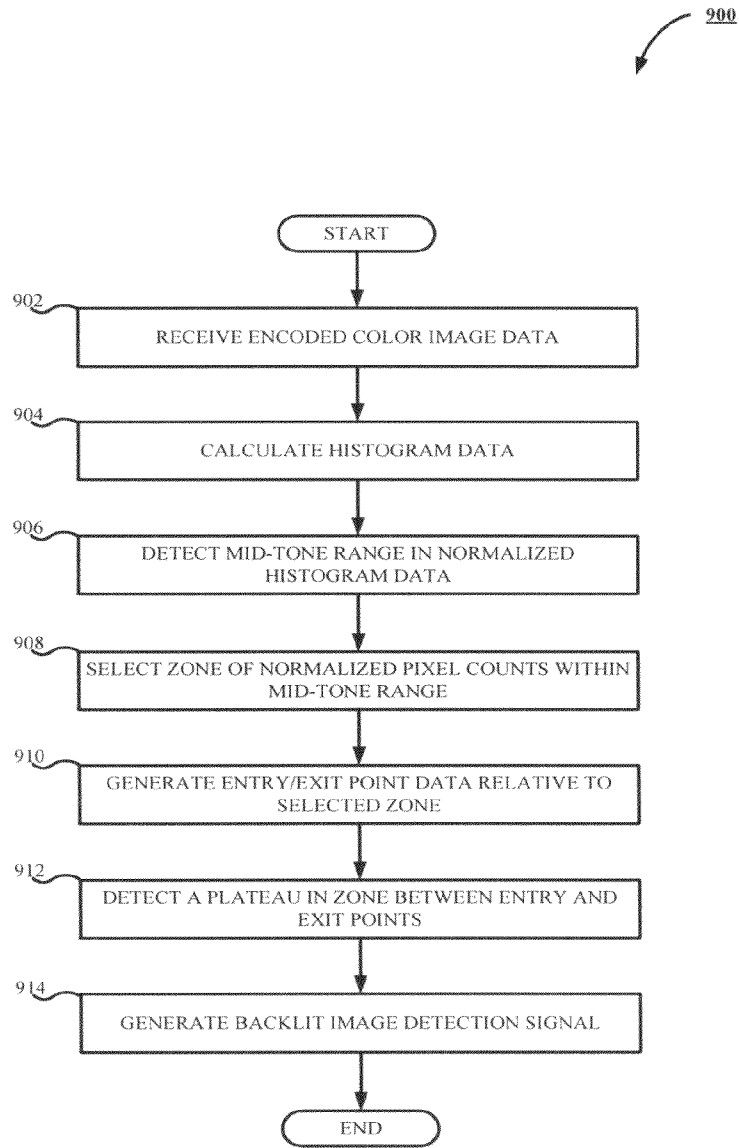 900
START
902
RECEIVE ENCODED COLOR IMAGE DATA
904
CALCULATE HISTOGRAM DATA
906
DETECT MID-TONE RANGE IN NORMALIZED
HISTOGRAM DATA
908
SELECT ZONE OF NORMALIZED PIXEL COUNTS WITHIN
MID-TONE RANGE
910
GENERATE ENTRY/EXIT POINT DATA RELATIVE TO
SELECTED ZONE
912
DETECT A PLATEAU IN ZONE BETWEEN ENTRY AND
EXIT POINTS
914
GENERATE BACKLIT IMAGE DETECTION SIGNAL
END